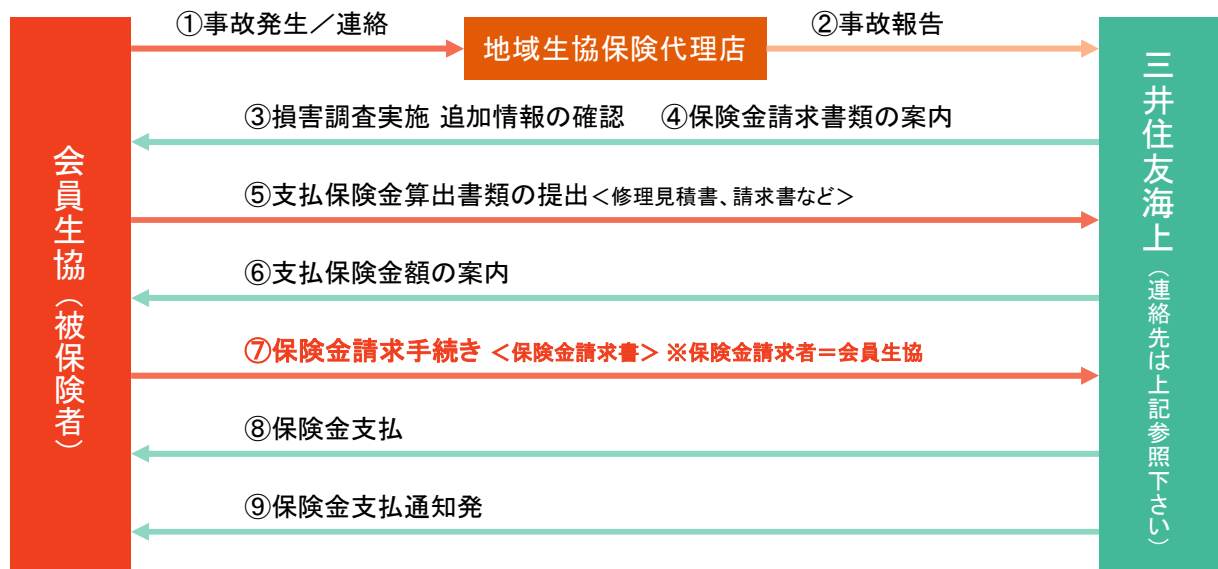 ①事故発生／連絡
地域生協保険代理店
②事故報告
③損害調査実施 追加情報の確認
④保険金請求書類の案内
⑤支払保険金算出書類の提出＜修理見積書、請求書など＞
⑥支払保険金額の案内
⑦保険金請求手続き ＜保険金請求書＞ ※保険金請求者＝会員生協
⑧保険金支払
⑨保険金支払通知発
会員生協（被保険者）
三井住友海上（連絡先は上記参照下さい）